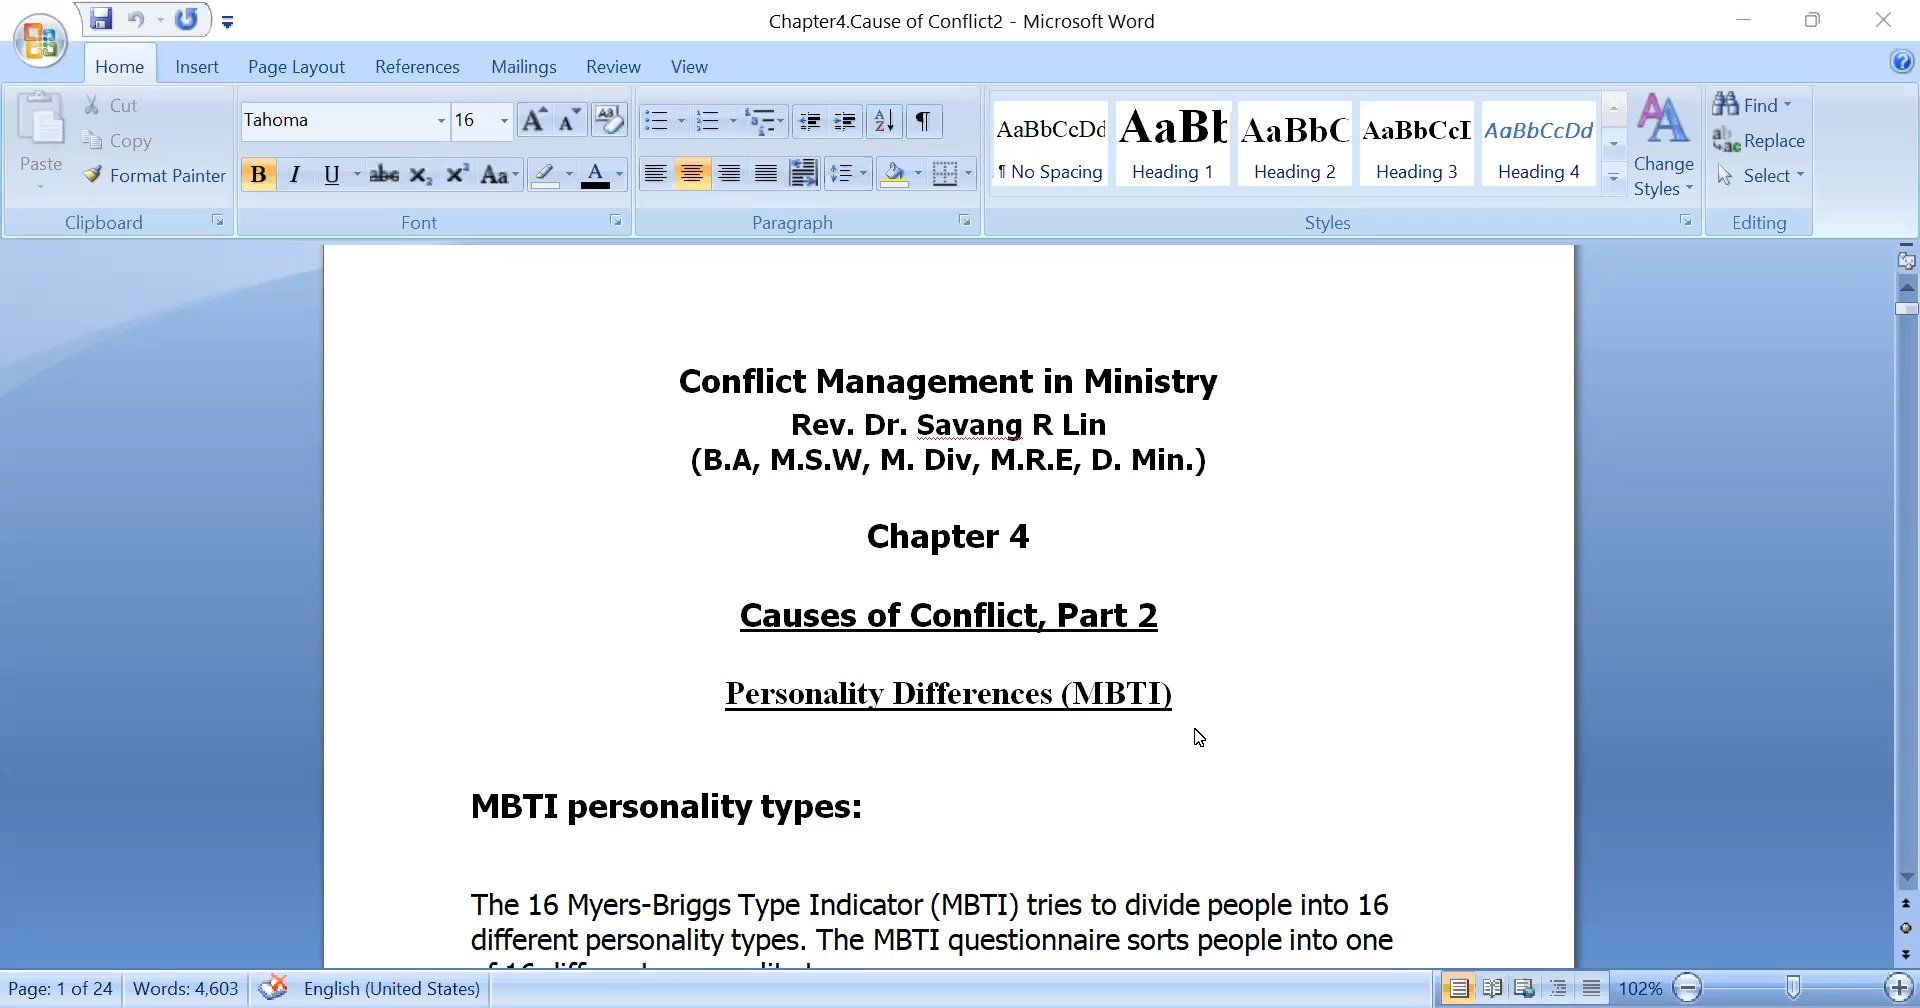 Chapter4.Cause of Conflict2 - Microsoft Word
Home Insert Page Layout References Mailings Review View
Paste
Cut
Copy
Format Painter
Clipboard
Tahoma 16
B I U abc X₂ X² Aa A
Font
Paragraph
AaBbCcDd AaBb AaBbC AaBbCcI AaBbCcDd
¶ No Spacing Heading 1 Heading 2 Heading 3 Heading 4
Change
Styles
Styles
Find
Replace
Select
Editing
Conflict Management in Ministry
Rev. Dr. Savang R Lin
(B.A, M.S.W, M. Div, M.R.E, D. Min.)
Chapter 4
Causes of Conflict, Part 2
Personality Differences (MBTI)
MBTI personality types:
The 16 Myers-Briggs Type Indicator (MBTI) tries to divide people into 16
different personality types. The MBTI questionnaire sorts people into one
Page: 1 of 24 Words: 4,603 English (United States) 102%